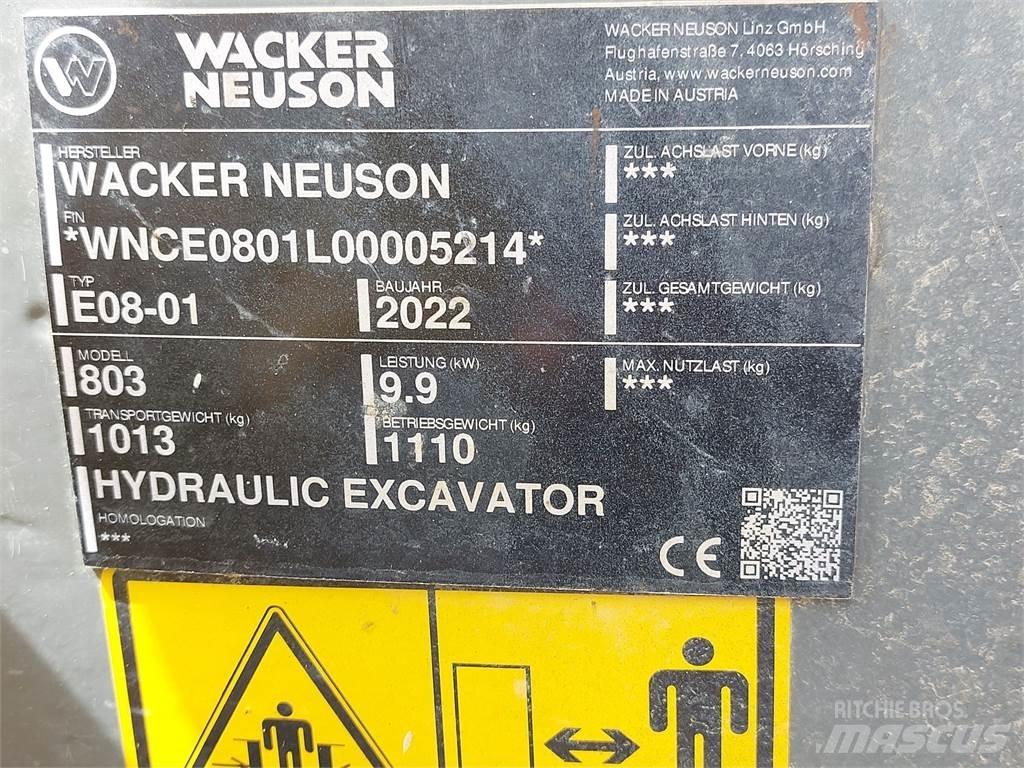 WACKER
NEUSON
WACKER NEUSON Linz GmbH
Flughafenstraße 7, 4063 Hörsching
Austria, www.wackerneuson.com
MADE IN AUSTRIA
HERSTELLER
WACKER NEUSON
FIN
*WNCE0801L00005214*
TYP
E08-01
BAUJAHR
2022
MODELL
803
LEISTUNG (kW)
9.9
TRANSPORTGEWICHT (kg)
1013
BETRIEBSGEWICHT (kg)
1110
HYDRAULIC EXCAVATOR
HOMOLOGATION
***
ZUL. ACHSLAST VORNE (kg)
***
ZUL. ACHSLAST HINTEN (kg)
***
ZUL. GESAMTGEWICHT (kg)
***
MAX. NUTZLAST (kg)
***
CE
RITCHIE BROS.
MASCUS